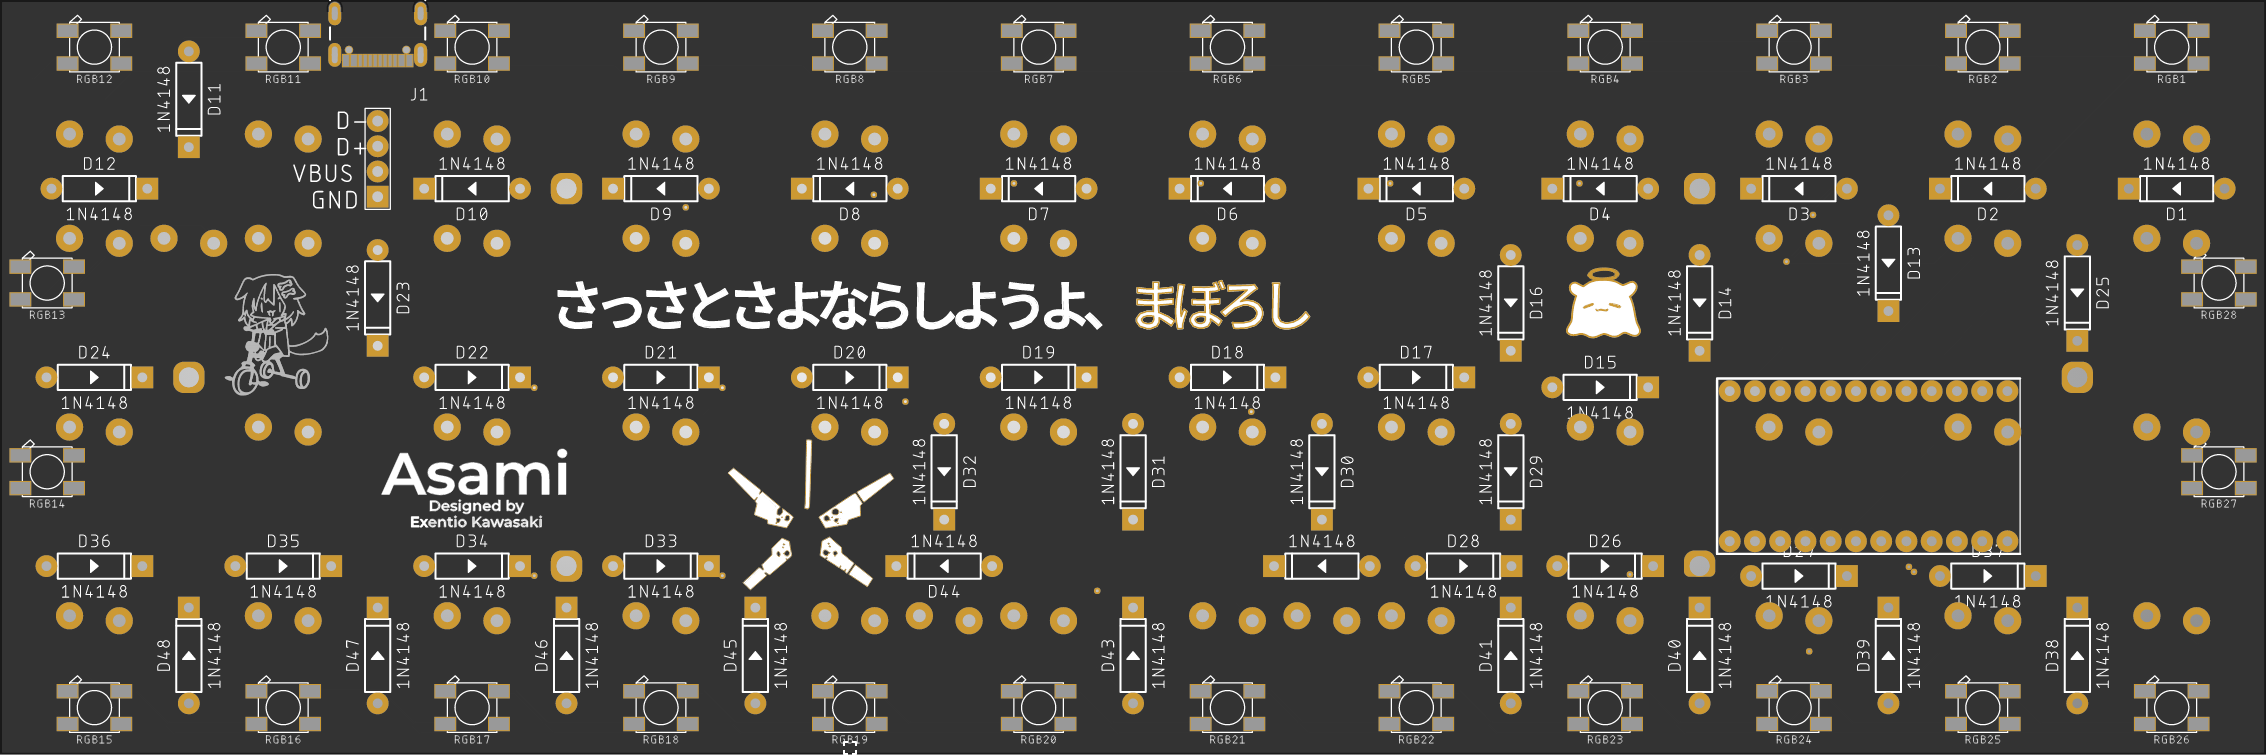 RGB12
RGB11
RGB10
RGB9
RGB8
RGB7
RGB6
RGB5
RGB4
RGB3
RGB2
RGB1
1N4148
D11
J1
D-
D+
VBUS
GND
D12
1N4148
1N4148
D10
1N4148
D9
1N4148
D8
1N4148
D7
1N4148
D6
1N4148
D5
1N4148
D4
1N4148
D3
1N4148
D2
1N4148
D1
RGB13
1N4148
D23
さっさとさよならしようよ、まぼろし
1N4148
D16
1N4148
D14
1N4148
D13
1N4148
D25
RGB28
D24
1N4148
D22
1N4148
D21
1N4148
D20
1N4148
D19
1N4148
D18
1N4148
D17
1N4148
D15
1N4148
RGB14
Asami
Designed by
Exentio Kawasaki
1N4148
D32
1N4148
D31
1N4148
D30
1N4148
D29
RGB27
D36
1N4148
D35
1N4148
D34
1N4148
D33
1N4148
1N4148
D44
1N4148
D28
1N4148
D26
1N4148
1N4148
1N4148
D48
1N4148
D47
1N4148
D46
1N4148
D45
1N4148
D43
1N4148
D41
1N4148
D40
1N4148
D39
1N4148
D38
1N4148
RGB15
RGB16
RGB17
RGB18
RGB19
RGB20
RGB21
RGB22
RGB23
RGB24
RGB25
RGB26